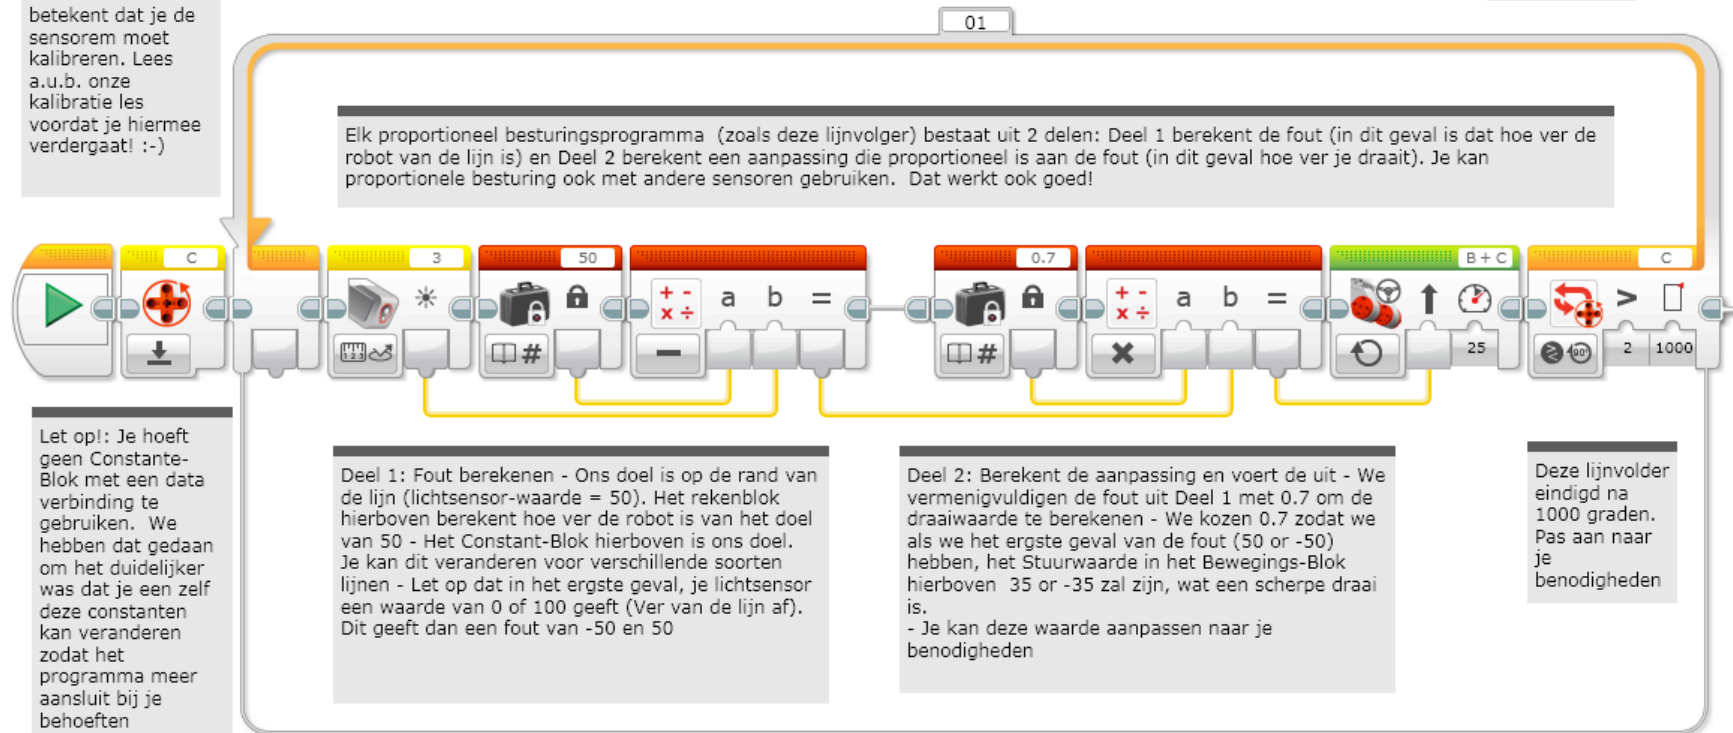 betekent dat je de
sensorem moet
kalibreren. Lees
a.u.b. onze
kalibratie les
voordat je hiermee
verdergaat! :-)
01
Elk proportioneel besturingsprogramma  (zoals deze lijnvolger) bestaat uit 2 delen: Deel 1 berekent de fout (in dit geval is dat hoe ver de
robot van de lijn is) en Deel 2 berekent een aanpassing die proportioneel is aan de fout (in dit geval hoe ver je draait). Je kan
proportionele besturing ook met andere sensoren gebruiken.  Dat werkt ook goed!
C 3 50 0.7 B + C C
+ - x ÷ a b = + - x ÷ a b = >
1 2 3 # # 25 90° 2 1000
Let op!: Je hoeft
geen Constante-
Blok met een data
verbinding te
gebruiken.  We
hebben dat gedaan
om het duidelijker
was dat je een zelf
deze constanten
kan veranderen
zodat het
programma meer
aansluit bij je
behoeften
Deel 1: Fout berekenen - Ons doel is op de rand van
de lijn (lichtsensor-waarde = 50). Het rekenblok
hierboven berekent hoe ver de robot is van het doel
van 50 - Het Constant-Blok hierboven is ons doel.
Je kan dit veranderen voor verschillende soorten
lijnen - Let op dat in het ergste geval, je lichtsensor
een waarde van 0 of 100 geeft (Ver van de lijn af).
Dit geeft dan een fout van -50 en 50
Deel 2: Berekent de aanpassing en voert de uit - We
vermenigvuldigen de fout uit Deel 1 met 0.7 om de
draaiwaarde te berekenen - We kozen 0.7 zodat we
als we het ergste geval van de fout (50 or -50)
hebben, het Stuurwaarde in het Bewegings-Blok
hierboven  35 or -35 zal zijn, wat een scherpe draai
is.
- Je kan deze waarde aanpassen naar je
benodigheden
Deze lijnvolder
eindigd na
1000 graden.
Pas aan naar
je
benodigheden